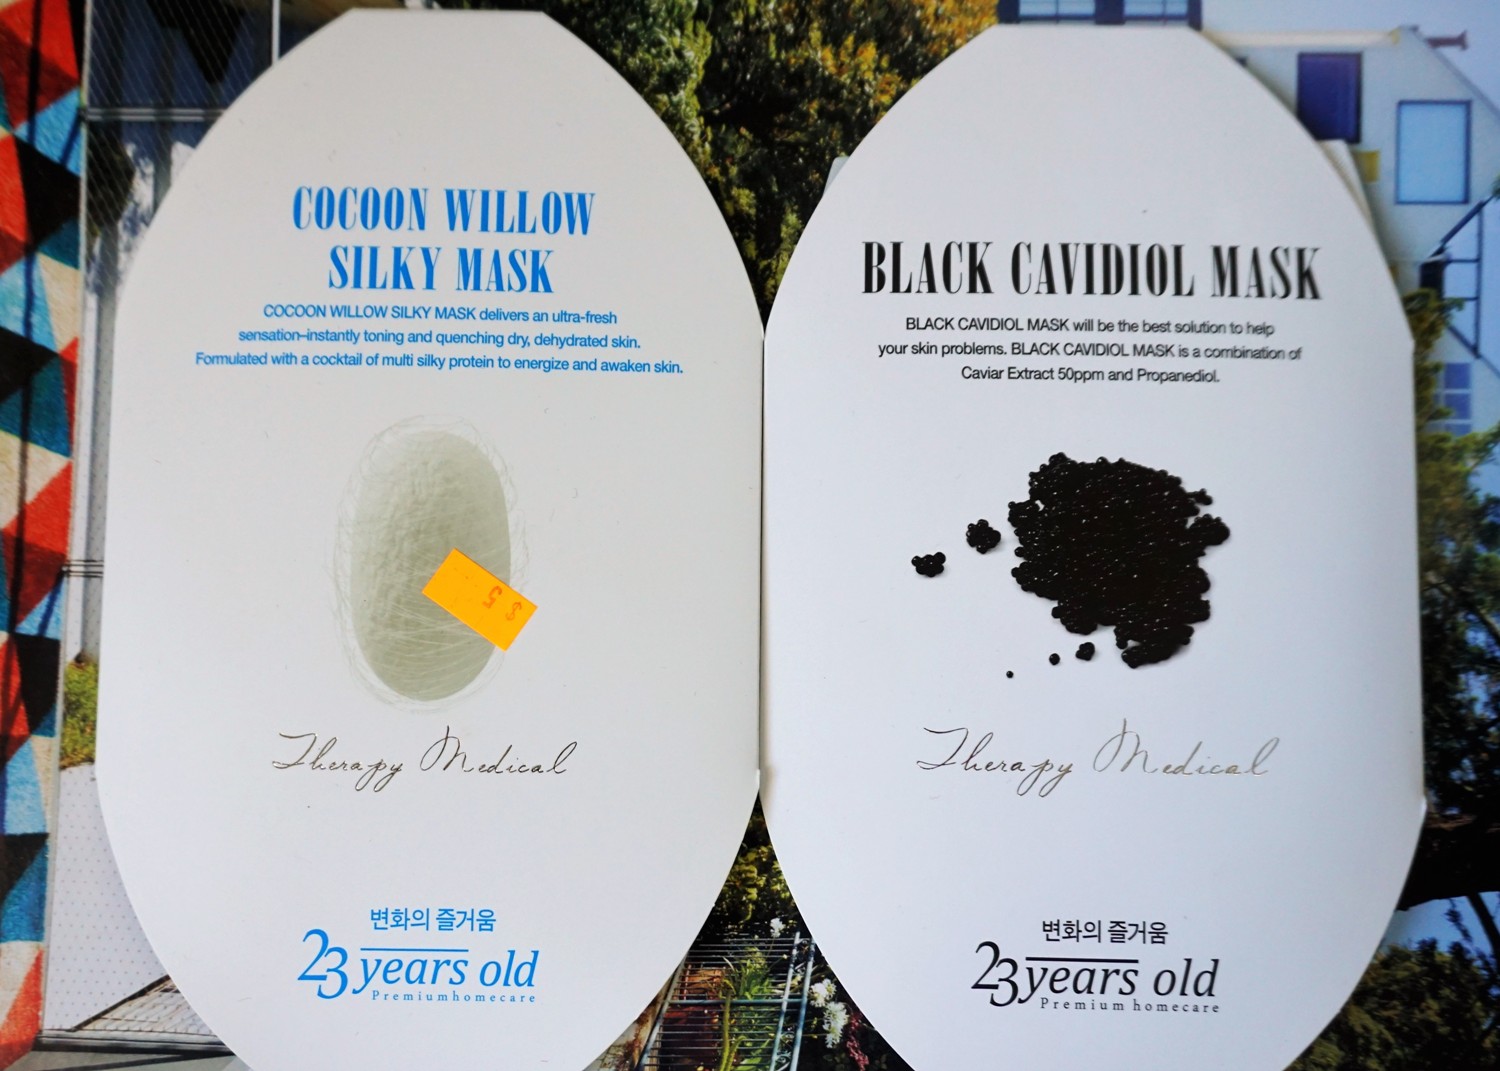 COCOON WILLOW
SILKY MASK
COCOON WILLOW SILKY MASK delivers an ultra-fresh
sensation–instantly toning and quenching dry, dehydrated skin.
Formulated with a cocktail of multi silky protein to energize and awaken skin.
$ 5
Therapy Medical
변화의 즐거움
23 years old
Premiumhomecare
BLACK CAVIDIOL MASK
BLACK CAVIDIOL MASK will be the best solution to help
your skin problems. BLACK CAVIDIOL MASK is a combination of
Caviar Extract 50ppm and Propanediol.
Therapy Medical
변화의 즐거움
23 years old
Premium homecare